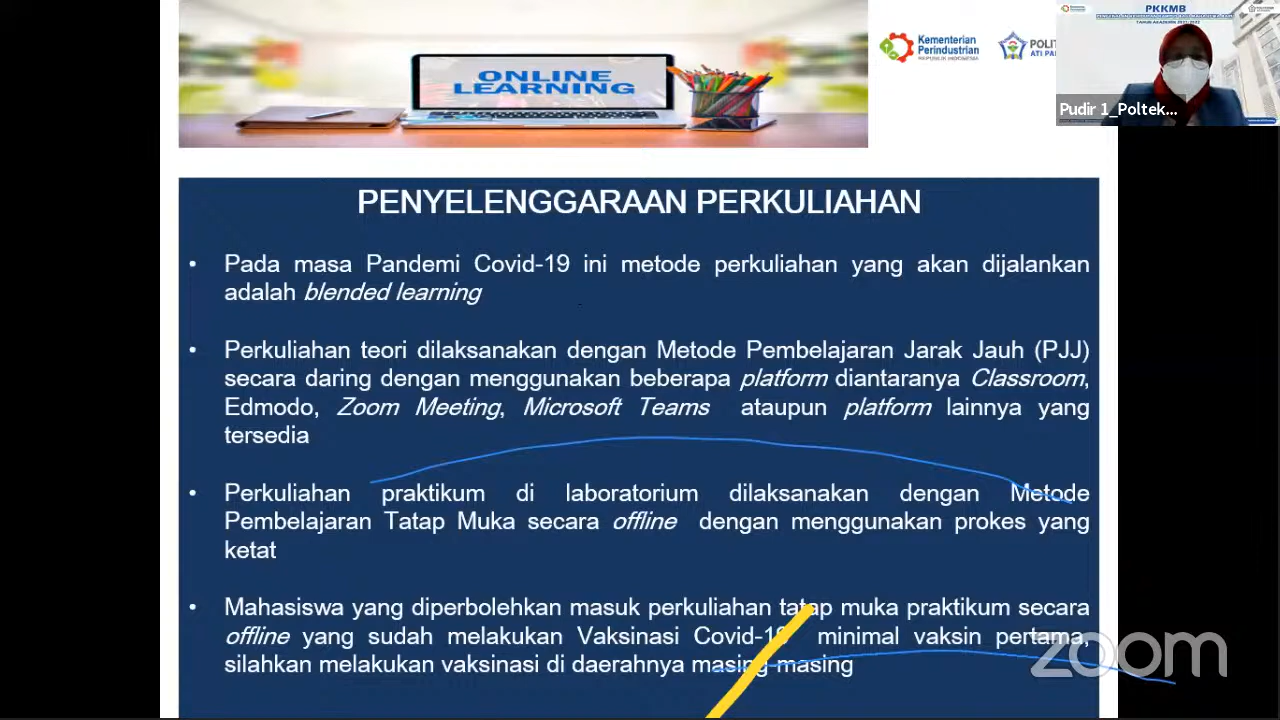 ONLINE
LEARNING
Kementerian
Perindustrian
REPUBLIK INDONESIA
POLIT
ATI PA
PKKMB
Pudir 1_Poltek...
PENYELENGGARAAN PERKULIAHAN
• Pada masa Pandemi Covid-19 ini metode perkuliahan yang akan dijalankan
adalah blended learning
• Perkuliahan teori dilaksanakan dengan Metode Pembelajaran Jarak Jauh (PJJ)
secara daring dengan menggunakan beberapa platform diantaranya Classroom,
Edmodo, Zoom Meeting, Microsoft Teams ataupun platform lainnya yang
tersedia
• Perkuliahan praktikum di laboratorium dilaksanakan dengan Metode
Pembelajaran Tatap Muka secara offline dengan menggunakan prokes yang
ketat
• Mahasiswa yang diperbolehkan masuk perkuliahan tatap muka praktikum secara
offline yang sudah melakukan Vaksinasi Covid-19 minimal vaksin pertama,
silahkan melakukan vaksinasi di daerahnya masing-masing
zoom